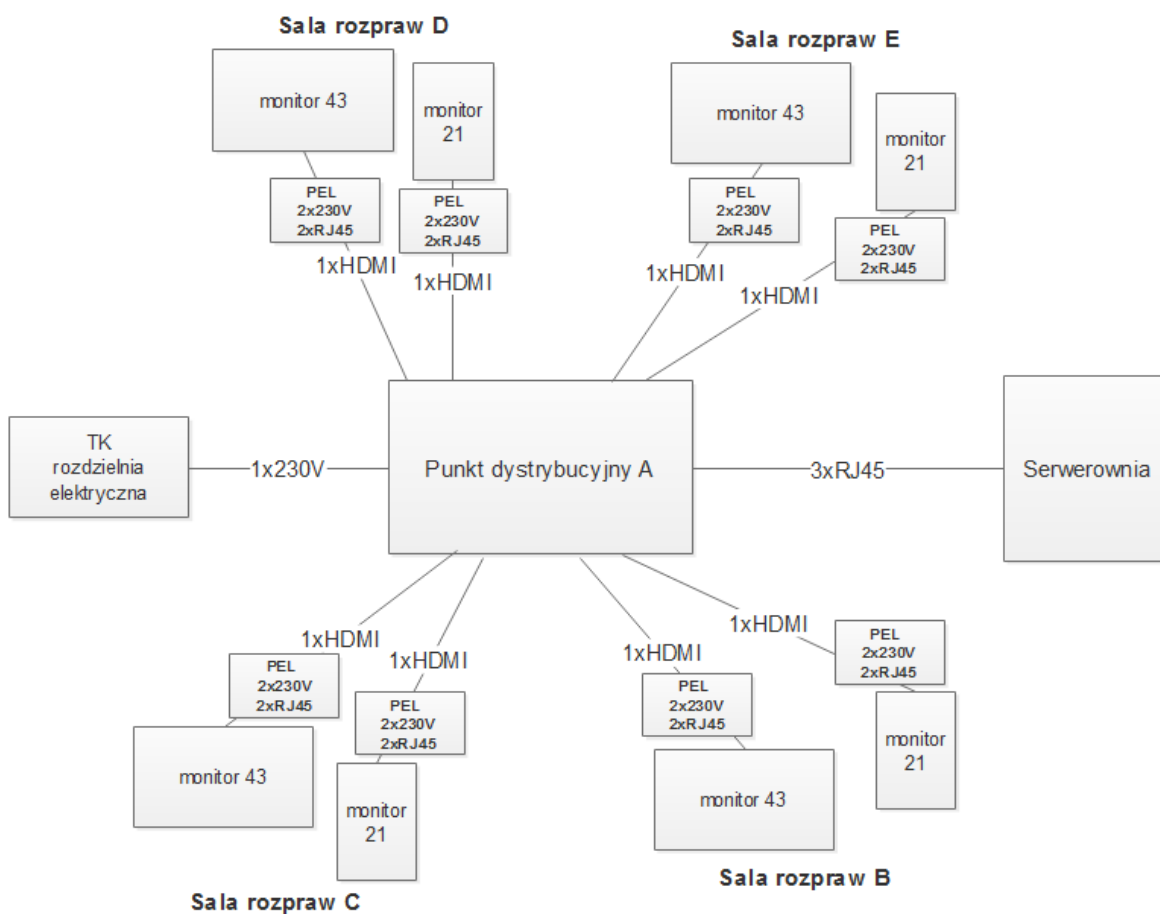 Sala rozpraw D
monitor 43
monitor
21
PEL
2x230V
2xRJ45
PEL
2x230V
2xRJ45
1xHDMI
1xHDMI
Sala rozpraw E
monitor 43
monitor
21
PEL
2x230V
2xRJ45
PEL
2x230V
2xRJ45
1xHDMI
1xHDMI
TK
rozdzielnia
elektryczna
1x230V
Punkt dystrybucyjny A
3xRJ45
Serwerownia
1xHDMI
1xHDMI
PEL
2x230V
2xRJ45
PEL
2x230V
2xRJ45
monitor 43
monitor
21
Sala rozpraw C
1xHDMI
1xHDMI
PEL
2x230V
2xRJ45
PEL
2x230V
2xRJ45
monitor 43
monitor
21
Sala rozpraw B